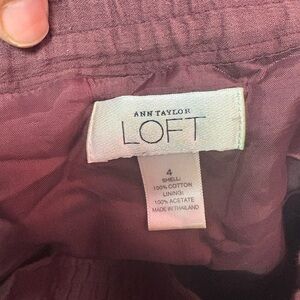 ANN TAYLOR
LOFT
4
SHELL:
100% COTTON
LINING:
100% ACETATE
MADE IN THAILAND